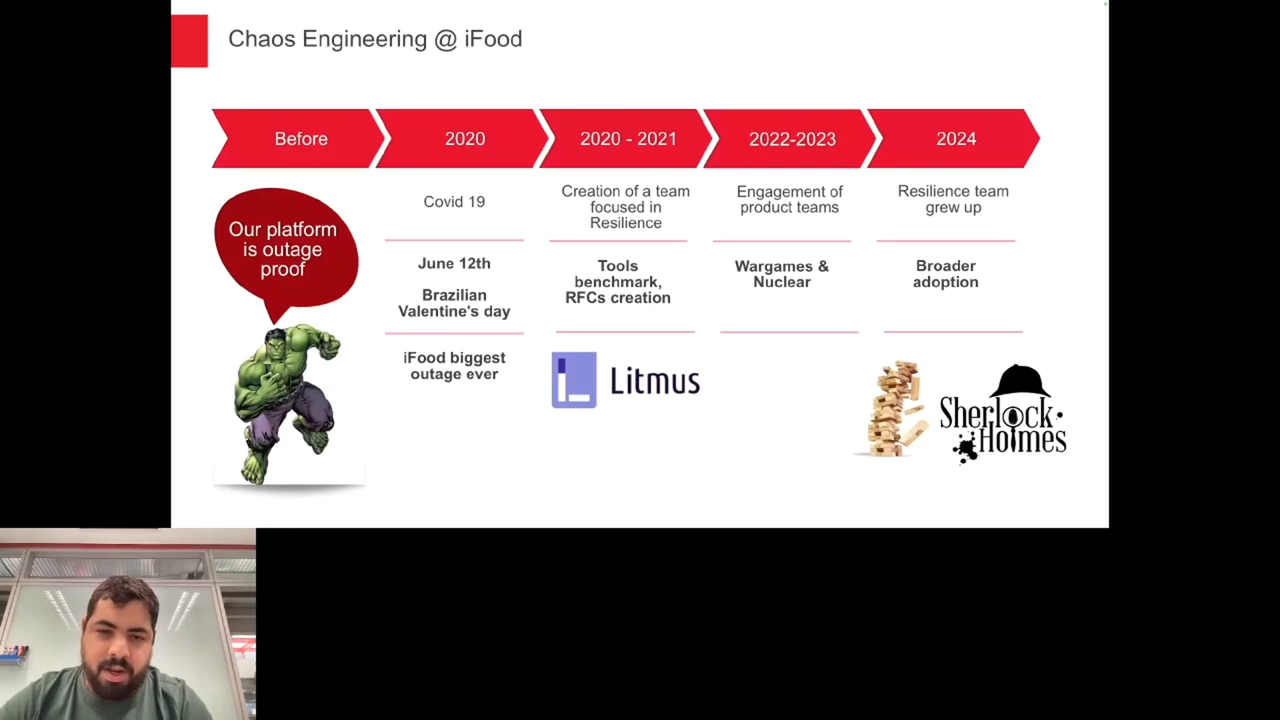 Chaos Engineering @ iFood
Before
2020
2020 - 2021
2022-2023
2024
Our platform
is outage
proof
Covid 19
June 12th
Brazilian
Valentine's day
iFood biggest
outage ever
Creation of a team
focused in
Resilience
Tools
benchmark,
RFCs creation
Litmus
Engagement of
product teams
Wargames &
Nuclear
Resilience team
grew up
Broader
adoption
Sherlock
Holmes